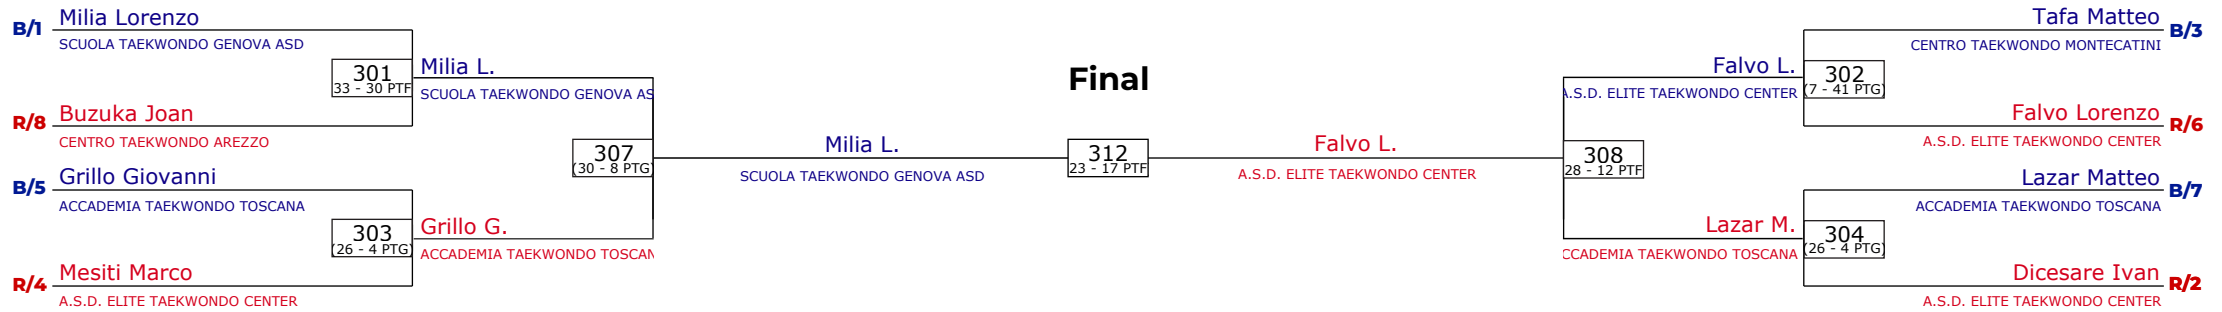 B/1 Milia Lorenzo
SCUOLA TAEKWONDO GENOVA ASD
301
33 - 30 PTF
R/8 Buzuka Joan
CENTRO TAEKWONDO AREZZO
B/5 Grillo Giovanni
ACCADEMIA TAEKWONDO TOSCANA
303
(26 - 4 PTG)
R/4 Mesiti Marco
A.S.D. ELITE TAEKWONDO CENTER
Milia L.
SCUOLA TAEKWONDO GENOVA AS
307
(30 - 8 PTG)
Grillo G.
ACCADEMIA TAEKWONDO TOSCAN
Milia L.
SCUOLA TAEKWONDO GENOVA ASD
Final
312
23 - 17 PTF
Falvo L.
A.S.D. ELITE TAEKWONDO CENTER
Falvo L.
A.S.D. ELITE TAEKWONDO CENTER
308
28 - 12 PTF
Lazar M.
CCADEMIA TAEKWONDO TOSCANA
Tafa Matteo B/3
CENTRO TAEKWONDO MONTECATINI
302
(7 - 41 PTG)
Falvo Lorenzo R/6
A.S.D. ELITE TAEKWONDO CENTER
Lazar Matteo B/7
ACCADEMIA TAEKWONDO TOSCANA
304
(26 - 4 PTG)
Dicesare Ivan R/2
A.S.D. ELITE TAEKWONDO CENTER